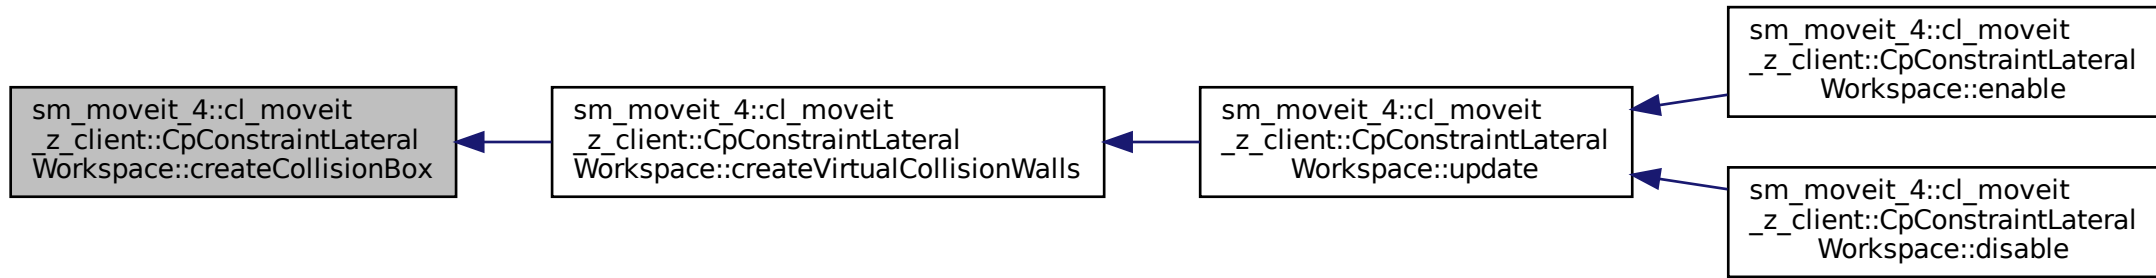 sm_moveit_4::cl_moveit
_z_client::CpConstraintLateral
Workspace::createCollisionBox
sm_moveit_4::cl_moveit
_z_client::CpConstraintLateral
Workspace::createVirtualCollisionWalls
sm_moveit_4::cl_moveit
_z_client::CpConstraintLateral
Workspace::update
sm_moveit_4::cl_moveit
_z_client::CpConstraintLateral
Workspace::enable
sm_moveit_4::cl_moveit
_z_client::CpConstraintLateral
Workspace::disable